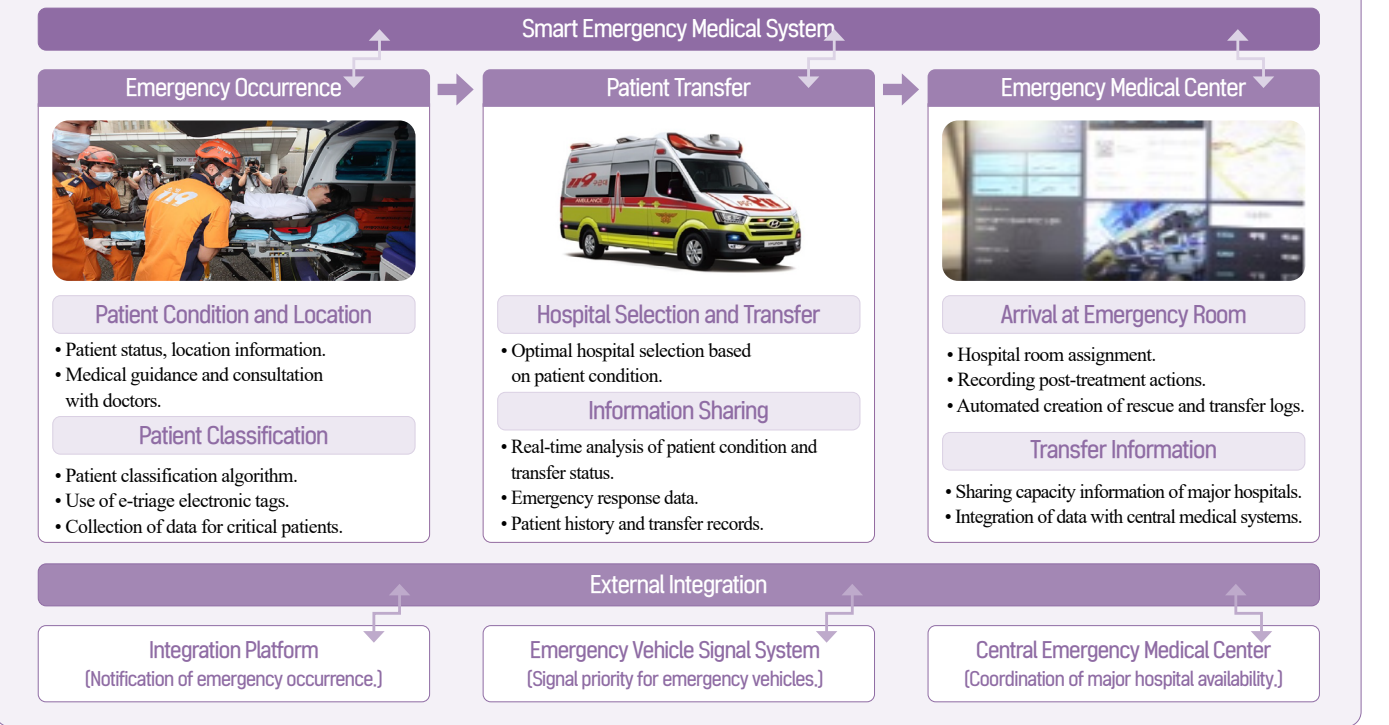 Smart Emergency Medical System
Emergency Occurrence
119
Patient Condition and Location
• Patient status, location information.
• Medical guidance and consultation
with doctors.
Patient Classification
• Patient classification algorithm.
• Use of e-triage electronic tags.
• Collection of data for critical patients.
Patient Transfer
119
AMBULANCE
Hospital Selection and Transfer
• Optimal hospital selection based
on patient condition.
Information Sharing
• Real-time analysis of patient condition and
transfer status.
• Emergency response data.
• Patient history and transfer records.
Emergency Medical Center
Arrival at Emergency Room
• Hospital room assignment.
• Recording post-treatment actions.
• Automated creation of rescue and transfer logs.
Transfer Information
• Sharing capacity information of major hospitals.
• Integration of data with central medical systems.
External Integration
Integration Platform
(Notification of emergency occurrence.)
Emergency Vehicle Signal System
(Signal priority for emergency vehicles.)
Central Emergency Medical Center
(Coordination of major hospital availability.)